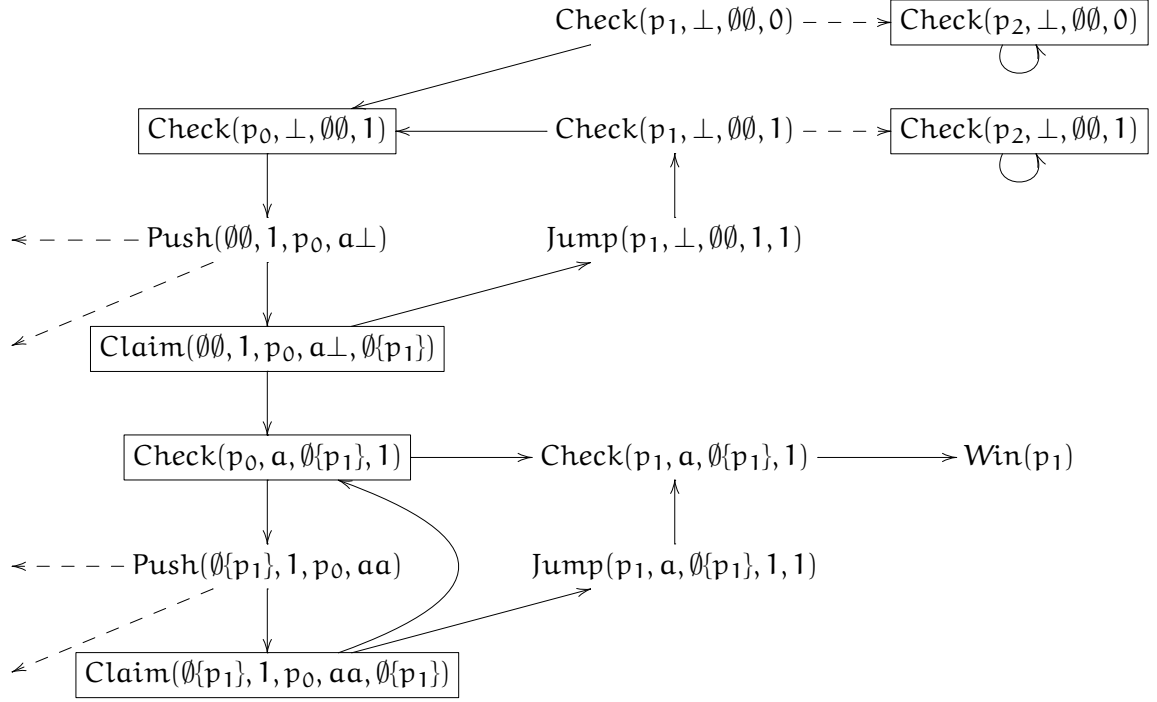 Check(p₁, ⊥, ∅∅, 0) Check(p₂, ⊥, ∅∅, 0)
Check(p₀, ⊥, ∅∅, 1) Check(p₁, ⊥, ∅∅, 1) Check(p₂, ⊥, ∅∅, 1)
Push(∅∅, 1, p₀, a⊥) Jump(p₁, ⊥, ∅∅, 1, 1)
Claim(∅∅, 1, p₀, a⊥, ∅{p₁})
Check(p₀, a, ∅{p₁}, 1) Check(p₁, a, ∅{p₁}, 1) Win(p₁)
Push(∅{p₁}, 1, p₀, aa) Jump(p₁, a, ∅{p₁}, 1, 1)
Claim(∅{p₁}, 1, p₀, aa, ∅{p₁})